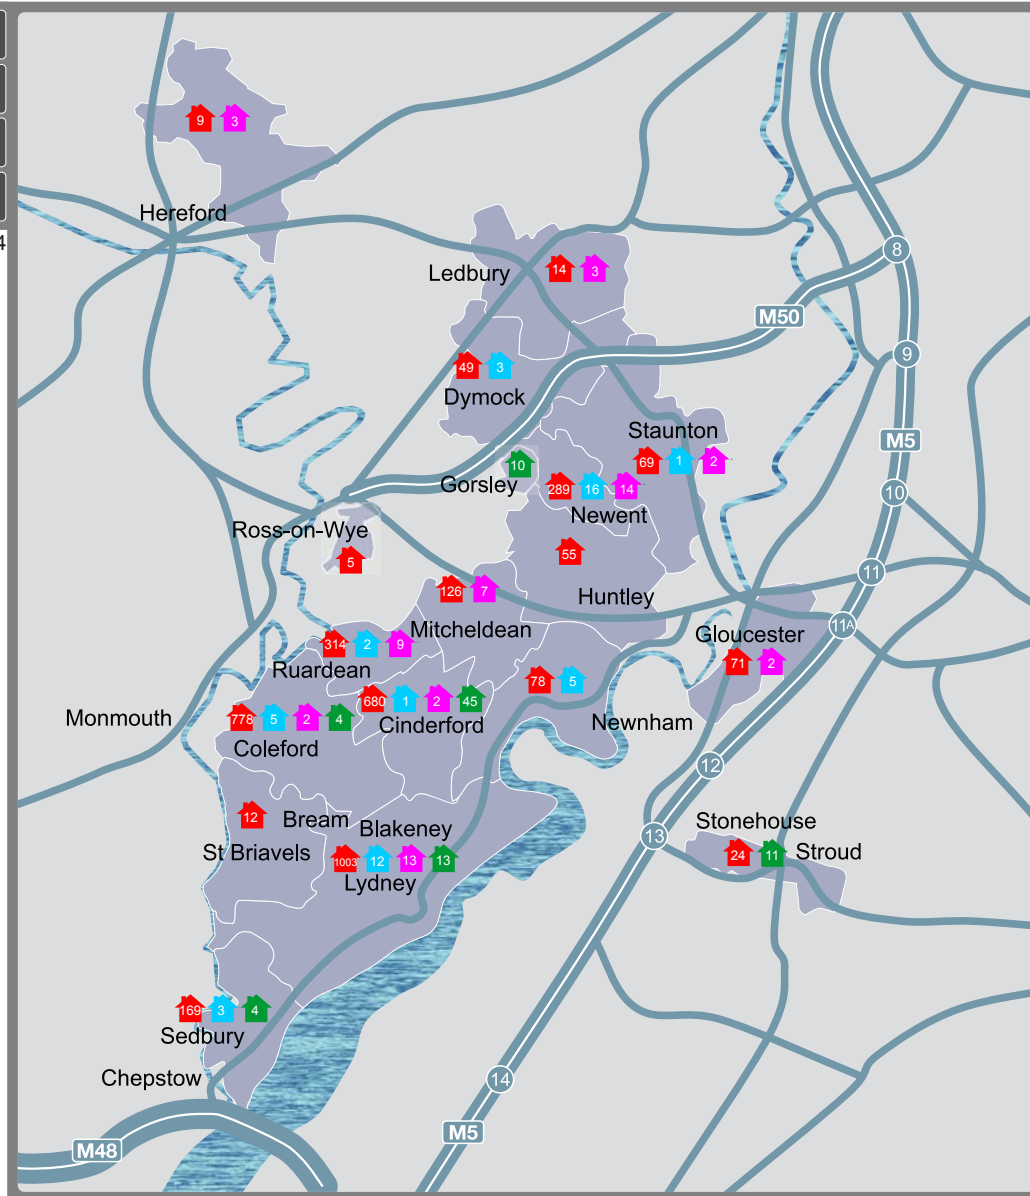 9 3
4
Hereford
8
Ledbury
14 3
M50
9
49 3
Dymock
Staunton
M5
69 1 2
10
Gorsley
289 16 14
10
Newent
Ross-on-Wye
5
55
11
126 7
Huntley
11A
Mitcheldean
Gloucester
314 2 9
71 2
Ruardean
78 5
680 1 2 45
Monmouth
778 5 2 4
Cinderford
Newnham
Coleford
12
12
Bream
Blakeney
13
Stonehouse
St Briavels
24 11
Stroud
1003 12 13 13
Lydney
169 3 4
Sedbury
Chepstow
14
M5
M48